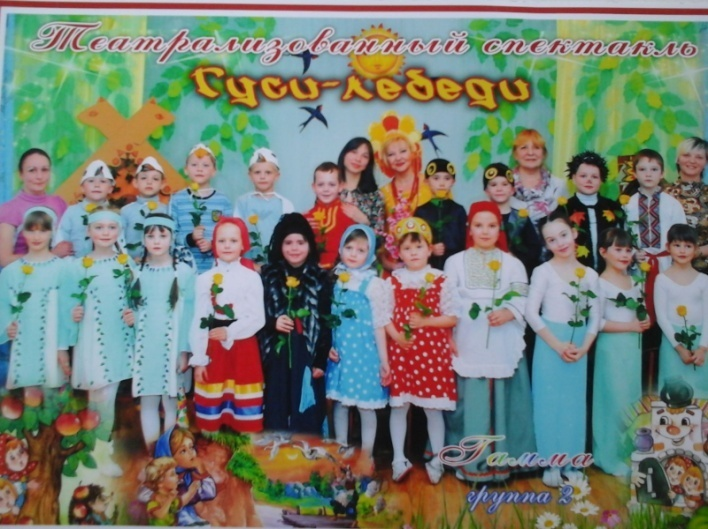 Театрализованный спектакль
Гуси-лебеди
Гамма
группа 2